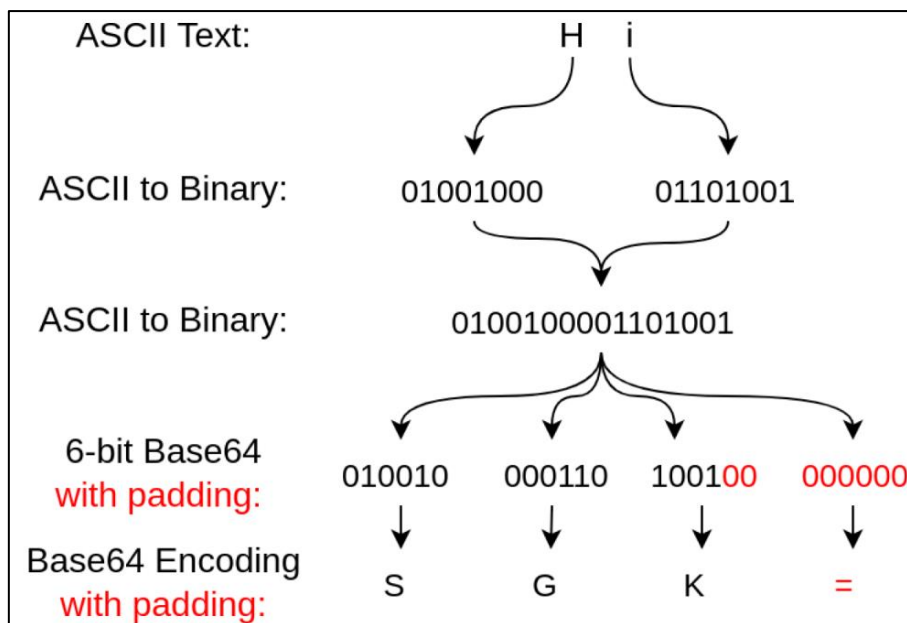 ASCII Text: H i
ASCII to Binary: 01001000 01101001
ASCII to Binary: 0100100001101001
6-bit Base64
with padding: 010010 000110 100100 000000
Base64 Encoding
with padding: S G K =